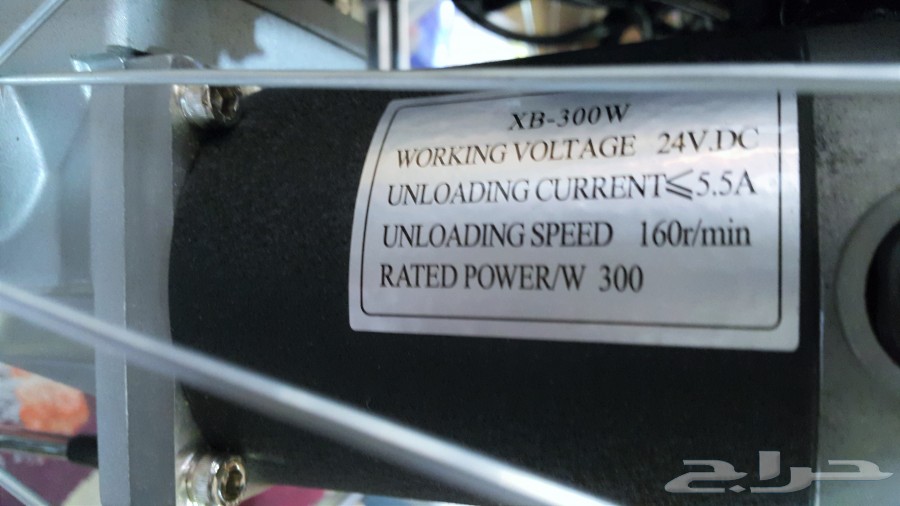 XB-300W
WORKING VOLTAGE 24V.DC
UNLOADING CURRENT≤5.5A
UNLOADING SPEED 160r/min
RATED POWER/W 300
حراج